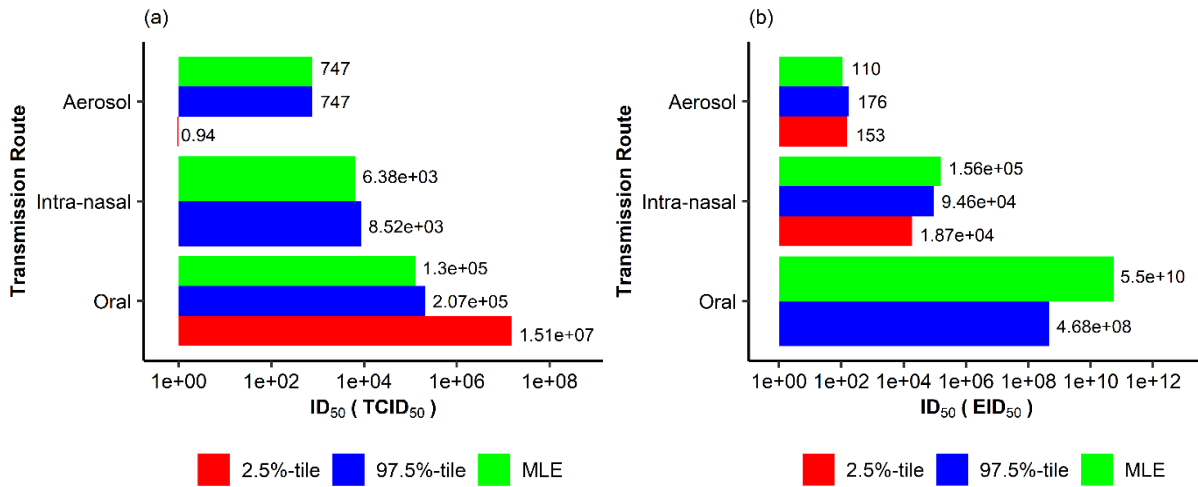 (a)
Transmission Route
Aerosol
747
747
0.94
Intra-nasal
6.38e+03
8.52e+03
Oral
1.3e+05
2.07e+05
1.51e+07
1e+00 1e+02 1e+04 1e+06 1e+08
ID50 ( TCID50 )
2.5%-tile 97.5%-tile MLE
(b)
Transmission Route
Aerosol
110
176
153
Intra-nasal
1.56e+05
9.46e+04
1.87e+04
Oral
5.5e+10
4.68e+08
1e+00 1e+02 1e+04 1e+06 1e+08 1e+10 1e+12
ID50 ( EID50 )
2.5%-tile 97.5%-tile MLE